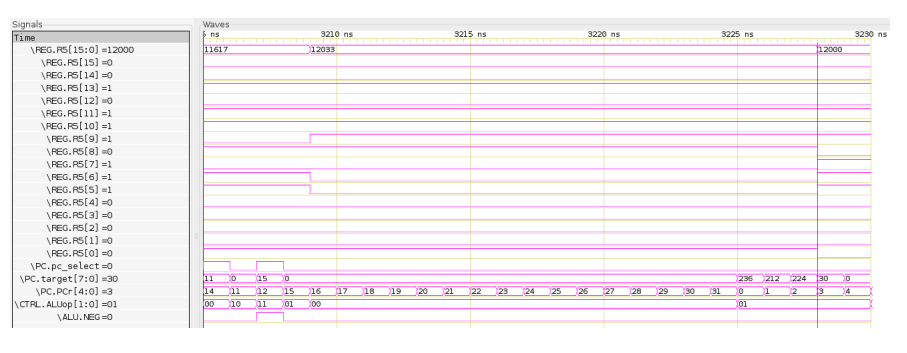 Signals Waves
Time
5 ns 3210 ns 3215 ns 3220 ns 3225 ns 3230 ns
\REG.R5[15:0] =12000 11617 12033 12000
\REG.R5[15] =0
\REG.R5[14] =0
\REG.R5[13] =1
\REG.R5[12] =0
\REG.R5[11] =1
\REG.R5[10] =1
\REG.R5[9] =1
\REG.R5[8] =0
\REG.R5[7] =1
\REG.R5[6] =1
\REG.R5[5] =1
\REG.R5[4] =0
\REG.R5[3] =0
\REG.R5[2] =0
\REG.R5[1] =0
\REG.R5[0] =0
\PC.pc_select =0
\PC.target[7:0] =30 11 0 15 0 236 212 224 30 0
\PC.PCr[4:0] =3 14 11 12 15 16 17 18 19 20 21 22 23 24 25 26 27 28 29 30 31 0 1 2 3 4
\CTRL.ALUop[1:0] =01 00 10 11 01 00 01
\ALU.NEG =0